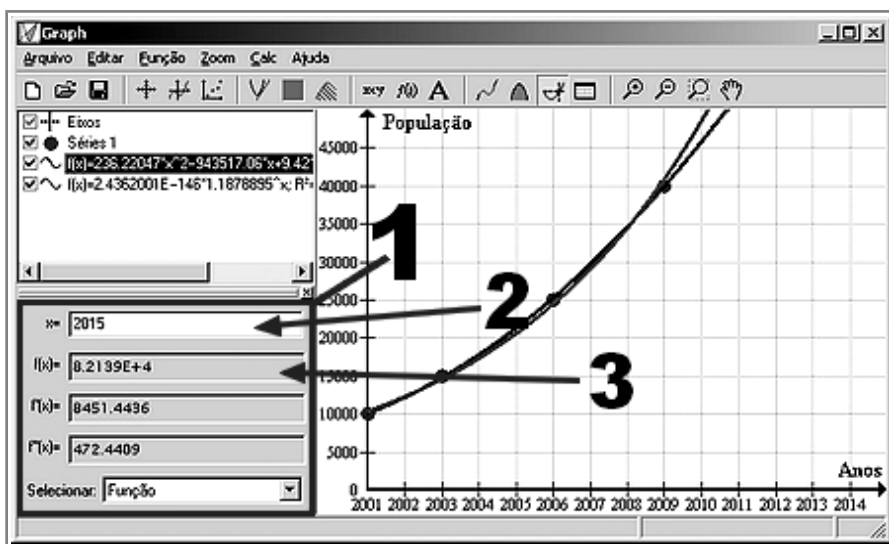 Graph
Arquivo Editar Função Zoom Calc Ajuda
x=y f(x) A
Eixos
Séries 1
f(x)=236.22047*x^2-943517.06*x+9.42
f(x)=2.4362001E-146*1.1878895^x; R²=
1
2
3
x= 2015
f(x)= 8.2139E+4
f'(x)= 8451.4436
f''(x)= 472.4409
Selecionar: Função
População
45000
40000
35000
30000
25000
20000
15000
10000
5000
0
Anos
2001 2002 2003 2004 2005 2006 2007 2008 2009 2010 2011 2012 2013 2014